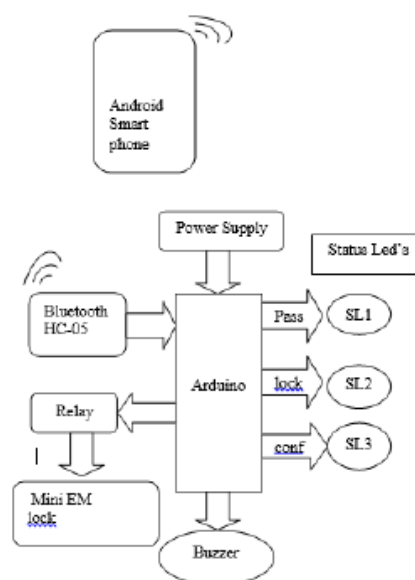 Android
Smart
phone
Power Supply
Status Led's
Bluetooth
HC-05
Pass
SL1
Arduino
lock
SL2
Relay
conf
SL3
Mini EM
lock
Buzzer